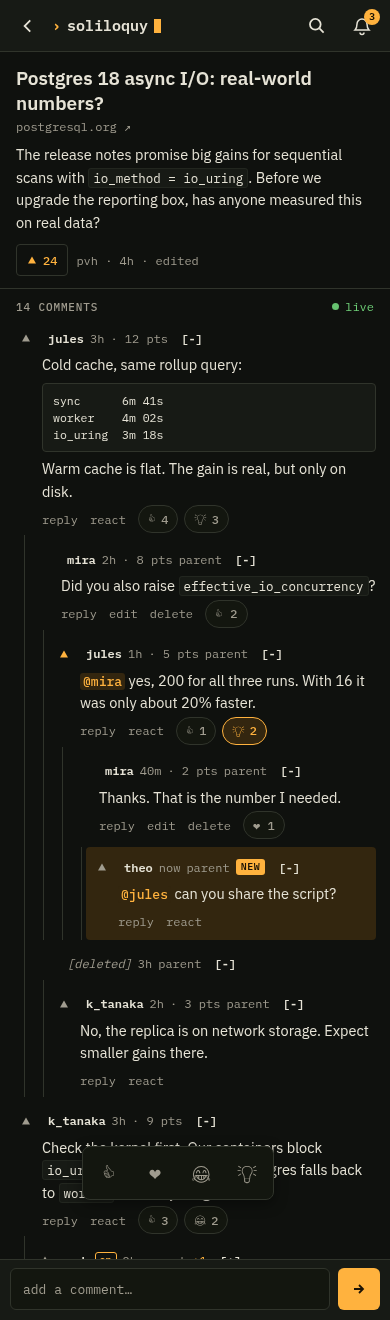 › soliloquy
3
Postgres 18 async I/O: real-world
numbers?
postgresql.org ↗
The release notes promise big gains for sequential
scans with io_method = io_uring. Before we
upgrade the reporting box, has anyone measured this
on real data?
▲ 24 pvh · 4h · edited
14 COMMENTS live
jules 3h · 12 pts [-]
Cold cache, same rollup query:
sync 6m 41s
worker 4m 02s
io_uring 3m 18s
Warm cache is flat. The gain is real, but only on
disk.
reply react 👍 4 💡 3
mira 2h · 8 pts parent [-]
Did you also raise effective_io_concurrency?
reply edit delete 👍 2
jules 1h · 5 pts parent [-]
@mira yes, 200 for all three runs. With 16 it
was only about 20% faster.
reply react 👍 1 💡 2
mira 40m · 2 pts parent [-]
Thanks. That is the number I needed.
reply edit delete ❤ 1
theo now parent NEW [-]
@jules can you share the script?
reply react
[deleted] 3h parent [-]
k_tanaka 2h · 3 pts parent [-]
No, the replica is on network storage. Expect
smaller gains there.
reply react
k_tanaka 3h · 9 pts [-]
Check the kernel first. Our containers block
falls back
to
reply react 👍 3 😂 2
add a comment…